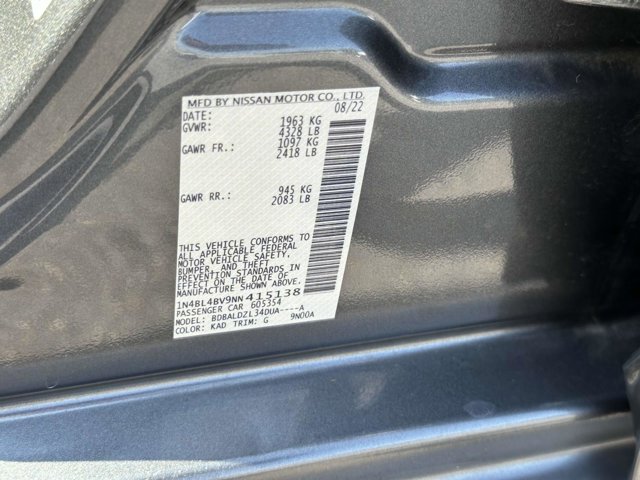 MFD BY NISSAN MOTOR CO., LTD.
DATE: 08/22
GVWR: 1963 KG
4328 LB
GAWR FR.: 1097 KG
2418 LB
GAWR RR.: 945 KG
2083 LB
THIS VEHICLE CONFORMS TO
ALL APPLICABLE FEDERAL
MOTOR VEHICLE SAFETY,
BUMPER, AND THEFT
PREVENTION STANDARDS IN
EFFECT ON THE DATE OF
MANUFACTURE SHOWN ABOVE.
1N4BL4BV9NN415138
PASSENGER CAR 605354
MODEL: BDBALDZL34DUA----A
COLOR: KAD TRIM: G 9N00A